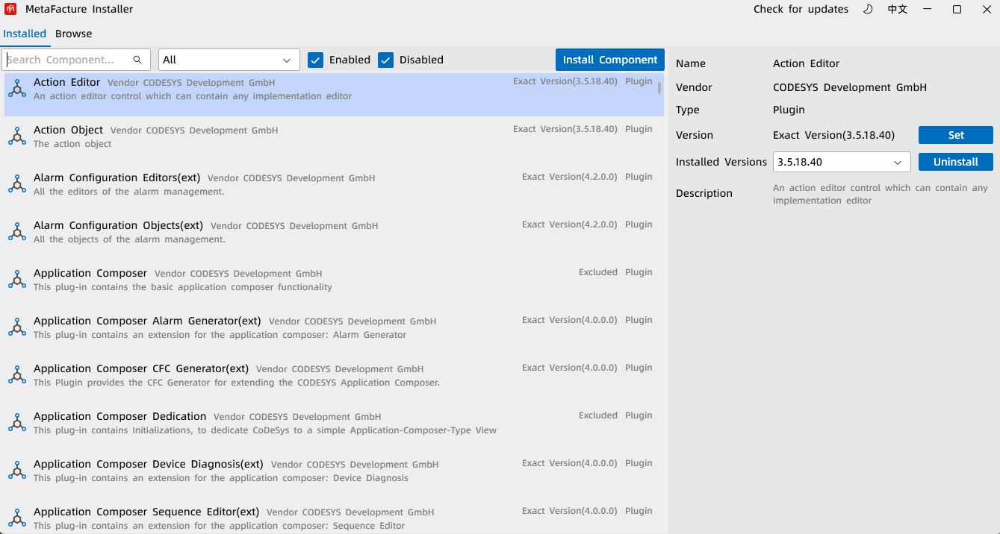 MetaFacture Installer
Check for updates
中文
Installed
Browse
Search Component...
All
Enabled
Disabled
Install Component
Action Editor Vendor CODESYS Development GmbH Exact Version(3.5.18.40) Plugin
An action editor control which can contain any implementation editor
Action Object Vendor CODESYS Development GmbH Exact Version(3.5.18.40) Plugin
The action object
Alarm Configuration Editors(ext) Vendor CODESYS Development GmbH Exact Version(4.2.0.0) Plugin
All the editors of the alarm management.
Alarm Configuration Objects(ext) Vendor CODESYS Development GmbH Exact Version(4.2.0.0) Plugin
All the objects of the alarm management.
Application Composer Vendor CODESYS Development GmbH Excluded Plugin
This plug-in contains the basic application composer functionality
Application Composer Alarm Generator(ext) Vendor CODESYS Development GmbH Exact Version(4.0.0.0) Plugin
This plug-in contains an extension for the application composer: Alarm Generator
Application Composer CFC Generator(ext) Vendor CODESYS Development GmbH Exact Version(4.0.0.0) Plugin
This Plugin provides the CFC Generator for extending the CODESYS Application Composer.
Application Composer Dedication Vendor CODESYS Development GmbH Excluded Plugin
This plug-in contains Initializations, to dedicate CoDeSys to a simple Application-Composer-Type View
Application Composer Device Diagnosis(ext) Vendor CODESYS Development GmbH Exact Version(4.0.0.0) Plugin
This plug-in contains an extension for the application composer: Device Diagnosis
Application Composer Sequence Editor(ext) Vendor CODESYS Development GmbH Exact Version(4.0.0.0) Plugin
This plug-in contains an extension for the application composer: Sequence Editor
Name Action Editor
Vendor CODESYS Development GmbH
Type Plugin
Version Exact Version(3.5.18.40) Set
Installed Versions 3.5.18.40 Uninstall
Description An action editor control which can contain any
implementation editor